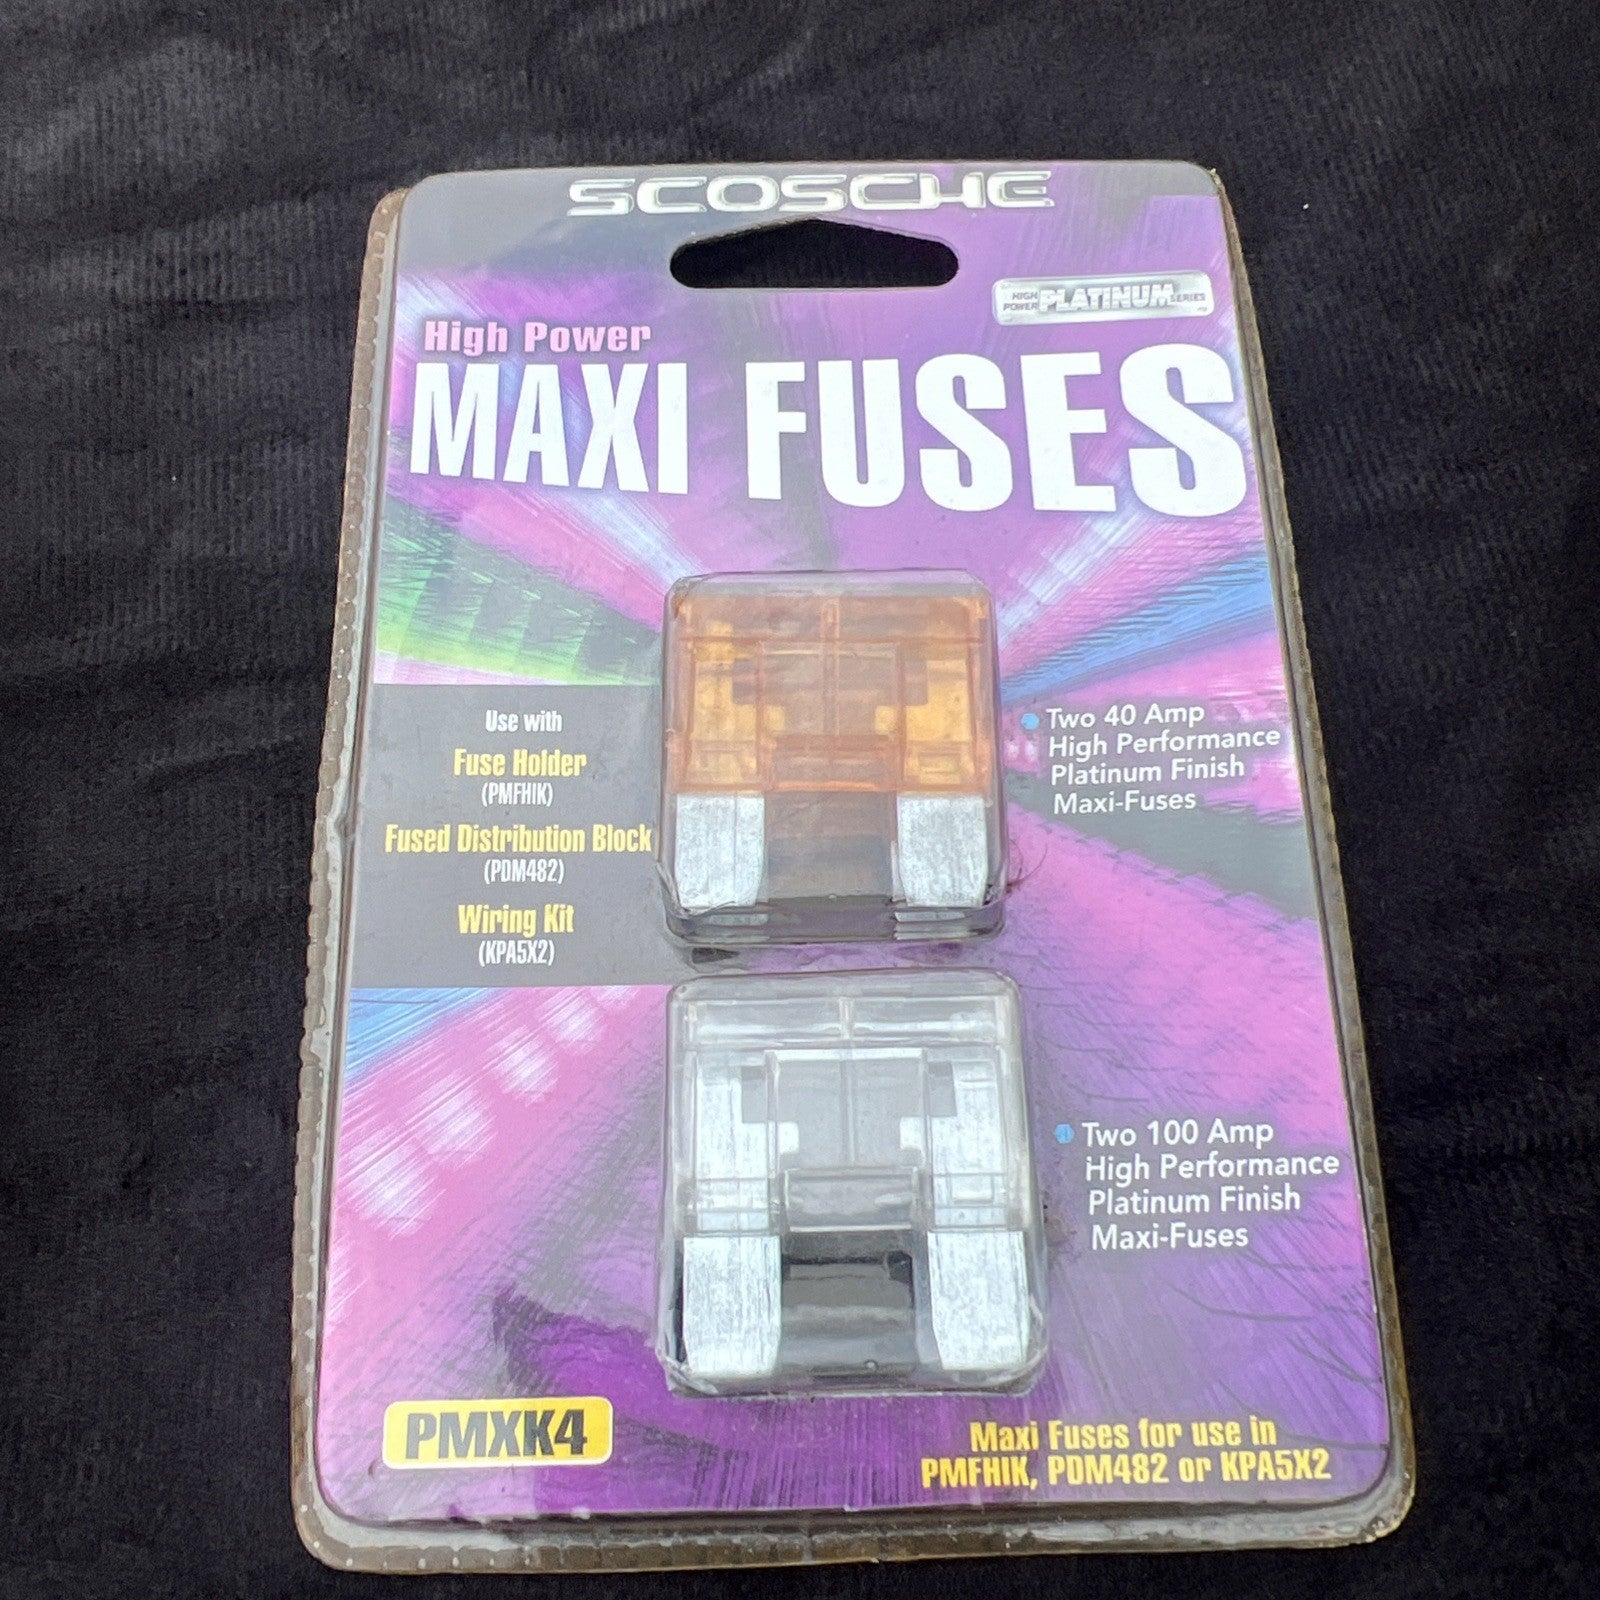 SCOSCHE
HIGH POWER PLATINUM SERIES
High Power
MAXI FUSES
Use with
Fuse Holder
(PMFHIK)
Fused Distribution Block
(PDM482)
Wiring Kit
(KPA5X2)
Two 40 Amp
High Performance
Platinum Finish
Maxi-Fuses
Two 100 Amp
High Performance
Platinum Finish
Maxi-Fuses
PMXK4
Maxi Fuses for use in
PMFHIK, PDM482 or KPA5X2